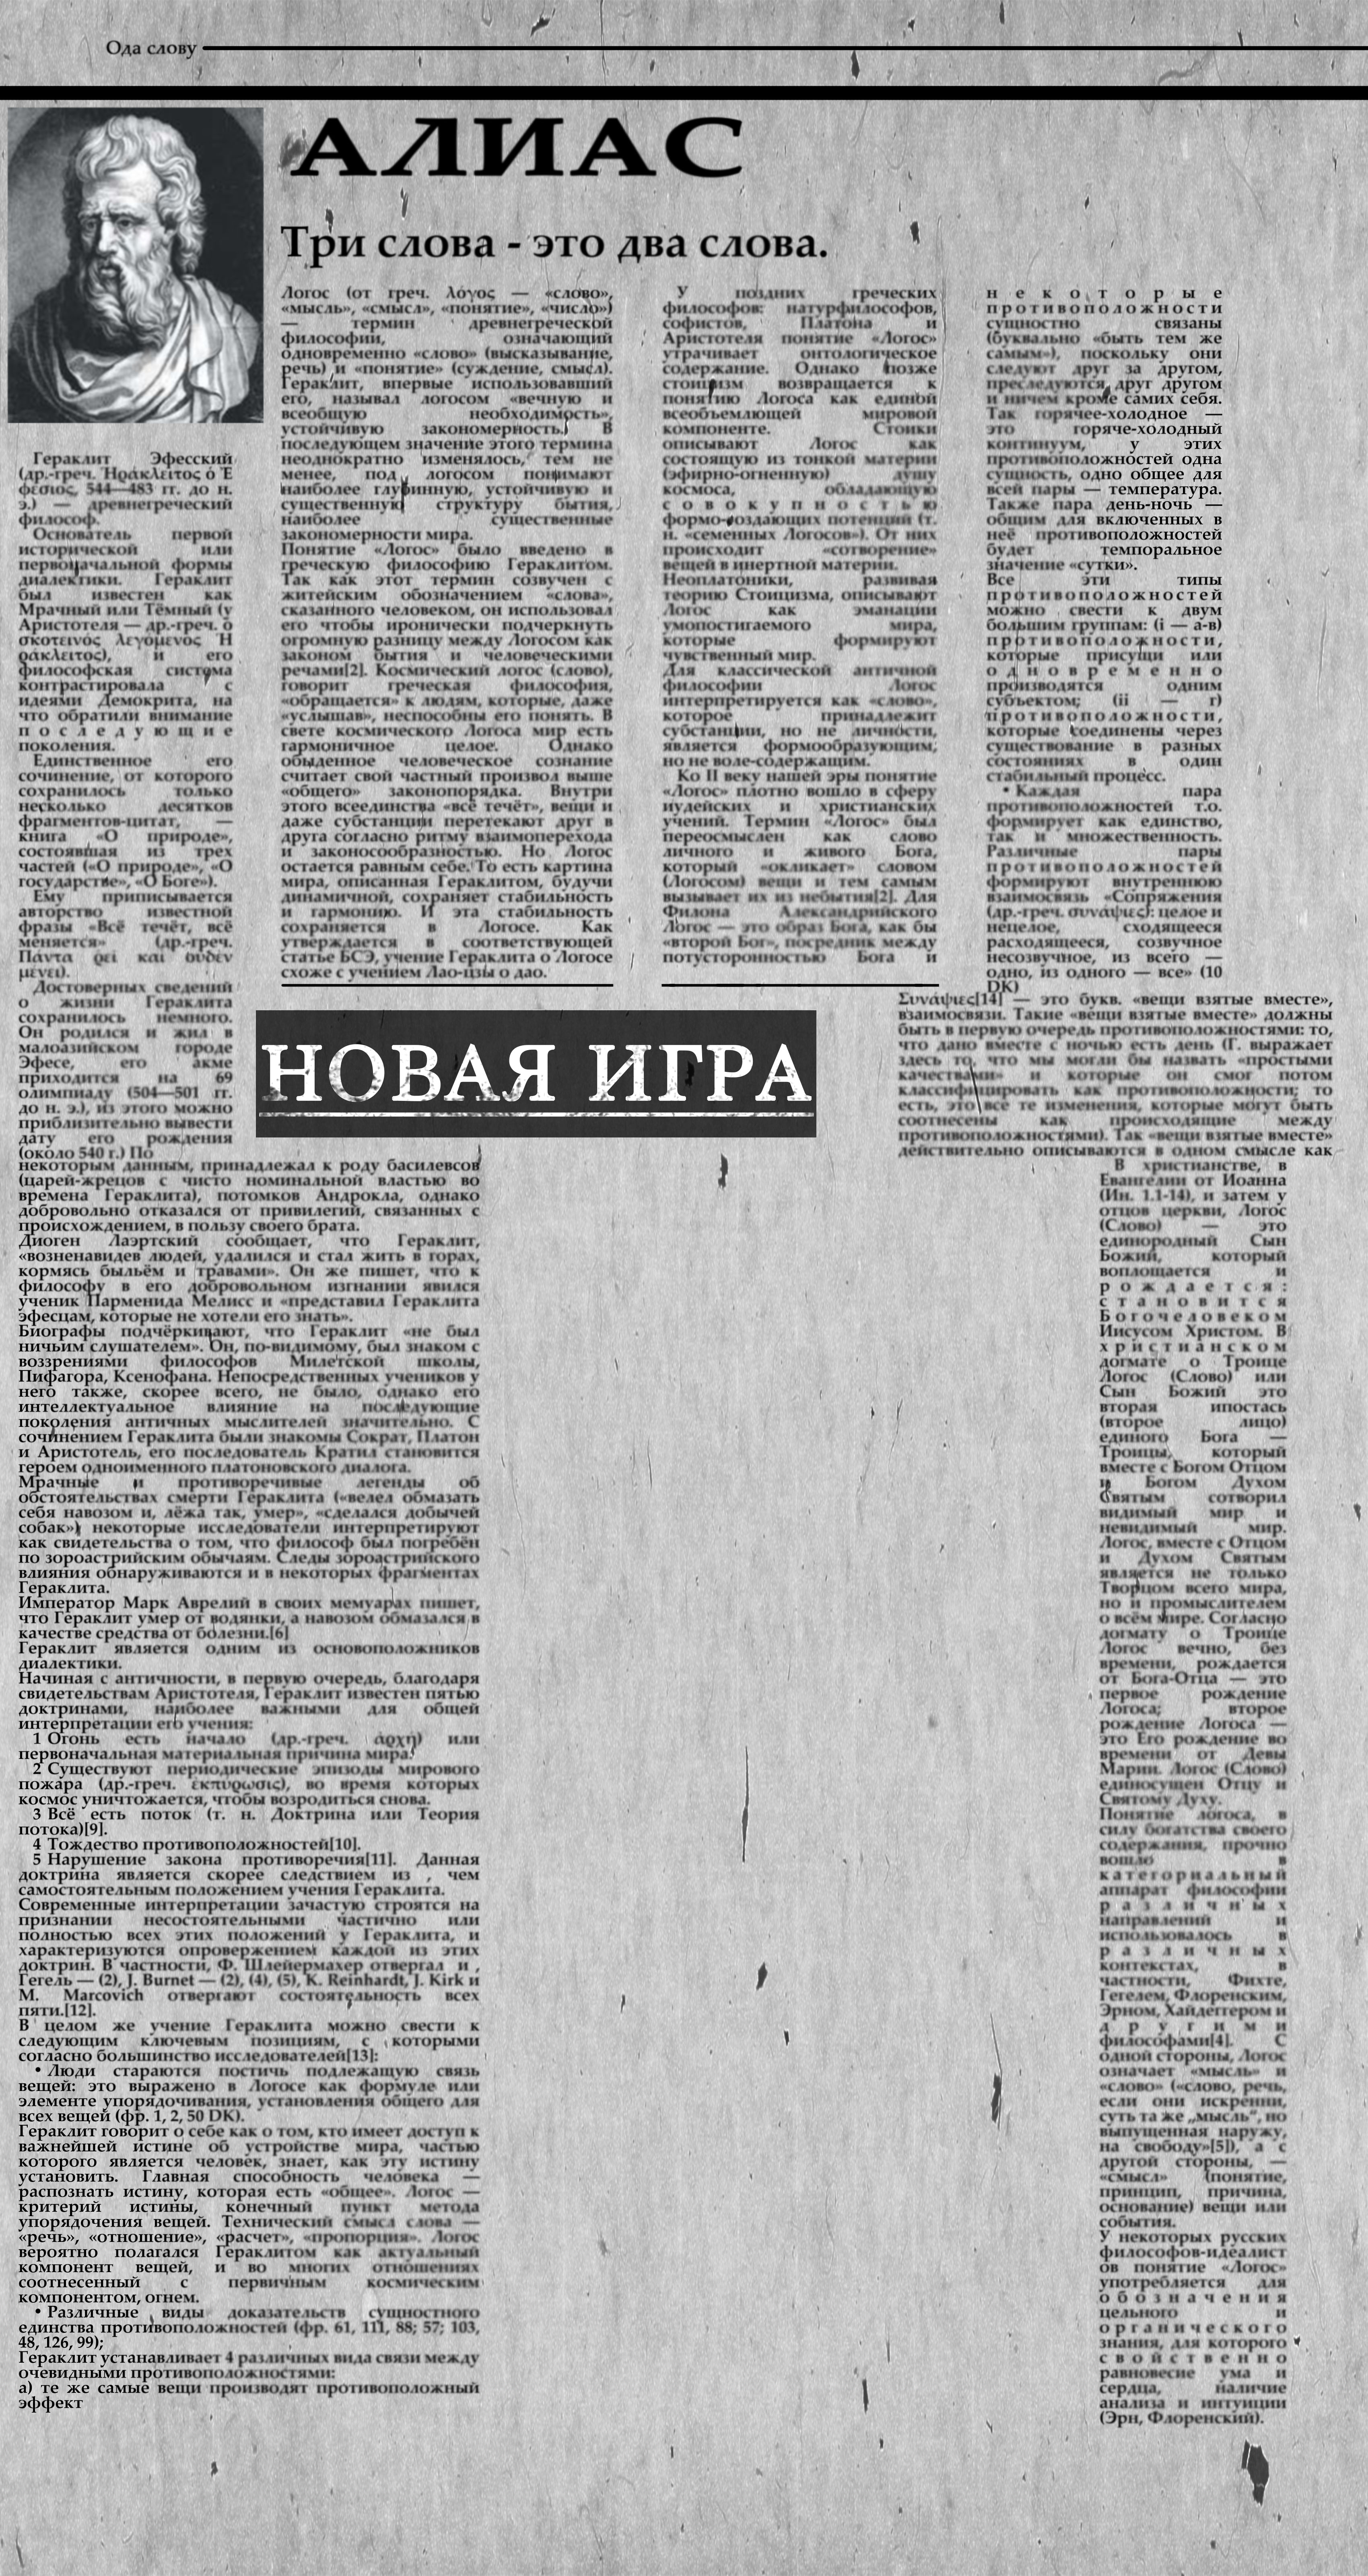 Ода слову
АЛИАС
Три слова - это два слова.
Гераклит Эфесский
(др.-греч. Ἡράκλειτος ὁ Ἐ
φέσιος, 544—483 гг. до н.
э.) — древнегреческий
философ.
Основатель первой
исторической или
первоначальной формы
диалектики. Гераклит
был известен как
Мрачный или Тёмный (у
Аристотеля — др.-греч. ὁ
σκοτεινός λεγόμενος Ἡ
ράκλειτος), и его
философская система
контрастировала с
идеями Демокрита, на
что обратили внимание
последующие
поколения.
Единственное его
сочинение, от которого
сохранилось только
несколько десятков
фрагментов-цитат, —
книга «О природе»,
состоявшая из трех
частей («О природе», «О
государстве», «О Боге»).
Ему приписывается
авторство известной
фразы «Всё течёт, всё
меняется» (др.-греч.
Πάντα ῥεῖ καὶ οὐδὲν
μένει).
Достоверных сведений
о жизни Гераклита
сохранилось немного.
Он родился и жил в
малоазийском городе
Эфесе, его акме
приходится на 69
олимпиаду (504—501 гг.
до н. э.), из этого можно
приблизительно вывести
дату его рождения
(около 540 г.) По
некоторым данным, принадлежал к роду басилевсов
(царей-жрецов с чисто номинальной властью во
времена Гераклита), потомков Андрокла, однако
добровольно отказался от привилегий, связанных с
происхождением, в пользу своего брата.
Диоген Лаэртский сообщает, что Гераклит,
«возненавидев людей, удалился и стал жить в горах,
кормясь быльём и травами». Он же пишет, что к
философу в его добровольном изгнании явился
ученик Парменида Мелисс и «представил Гераклита
эфесцам, которые не хотели его знать».
Биографы подчёркивают, что Гераклит «не был
ничьим слушателем». Он, по-видимому, был знаком с
воззрениями философов Милетской школы,
Пифагора, Ксенофана. Непосредственных учеников у
него также, скорее всего, не было, однако его
интеллектуальное влияние на последующие
поколения античных мыслителей значительно. С
сочинением Гераклита были знакомы Сократ, Платон
и Аристотель, его последователь Кратил становится
героем одноименного платоновского диалога.
Мрачные и противоречивые легенды об
обстоятельствах смерти Гераклита («велел обмазать
себя навозом и, лёжа так, умер», «сделался добычей
собак») некоторые исследователи интерпретируют
как свидетельства о том, что философ был погребён
по зороастрийским обычаям. Следы зороастрийского
влияния обнаруживаются и в некоторых фрагментах
Гераклита.
Император Марк Аврелий в своих мемуарах пишет,
что Гераклит умер от водянки, а навозом обмазался в
качестве средства от болезни.[6]
Гераклит является одним из основоположников
диалектики.
Начиная с античности, в первую очередь, благодаря
свидетельствам Аристотеля, Гераклит известен пятью
доктринами, наиболее важными для общей
интерпретации его учения:
1 Огонь есть начало (др.-греч. ἀρχή) или
первоначальная материальная причина мира.
2 Существуют периодические эпизоды мирового
пожара (др.-греч. ἐκπύρωσις), во время которых
космос уничтожается, чтобы возродиться снова.
3 Всё есть поток (т. н. Доктрина или Теория
потока)[9].
4 Тождество противоположностей[10].
5 Нарушение закона противоречия[11]. Данная
доктрина является скорее следствием из , чем
самостоятельным положением учения Гераклита.
Современные интерпретации зачастую строятся на
признании несостоятельными частично или
полностью всех этих положений у Гераклита, и
характеризуются опровержением каждой из этих
доктрин. В частности, Ф. Шлейермахер отвергал и ,
Гегель — (2), J. Burnet — (2), (4), (5), K. Reinhardt, J. Kirk и
M. Marcovich отвергают состоятельность всех
пяти.[12].
В целом же учение Гераклита можно свести к
следующим ключевым позициям, с которыми
согласно большинство исследователей[13]:
• Люди стараются постичь подлежащую связь
вещей: это выражено в Логосе как формуле или
элементе упорядочивания, установления общего для
всех вещей (фр. 1, 2, 50 DK).
Гераклит говорит о себе как о том, кто имеет доступ к
важнейшей истине об устройстве мира, частью
которого является человек, знает, как эту истину
установить. Главная способность человека —
распознать истину, которая есть «общее». Логос —
критерий истины, конечный пункт метода
упорядочения вещей. Технический смысл слова —
«речь», «отношение», «расчет», «пропорция». Логос
вероятно полагался Гераклитом как актуальный
компонент вещей, и во многих отношениях
соотнесенный с первичным космическим
компонентом, огнем.
• Различные виды доказательств сущностного
единства противоположностей (фр. 61, 111, 88; 57; 103,
48, 126, 99);
Гераклит устанавливает 4 различных вида связи между
очевидными противоположностями:
а) те же самые вещи производят противоположный
эффект
Логос (от греч. λόγος — «слово»,
«мысль», «смысл», «понятие», «число»)
— термин древнегреческой
философии, означающий
одновременно «слово» (высказывание,
речь) и «понятие» (суждение, смысл).
Гераклит, впервые использовавший
его, называл логосом «вечную и
всеобщую необходимость»,
устойчивую закономерность. В
последующем значение этого термина
неоднократно изменялось, тем не
менее, под логосом понимают
наиболее глубинную, устойчивую и
существенную структуру бытия,
наиболее существенные
закономерности мира.
Понятие «Логос» было введено в
греческую философию Гераклитом.
Так как этот термин созвучен с
житейским обозначением «слова»,
сказанного человеком, он использовал
его чтобы иронически подчеркнуть
огромную разницу между Логосом как
законом бытия и человеческими
речами[2]. Космический логос (слово),
говорит греческая философия,
«обращается» к людям, которые, даже
«услышав», неспособны его понять. В
свете космического Логоса мир есть
гармоничное целое. Однако
обыденное человеческое сознание
считает свой частный произвол выше
«общего» законопорядка. Внутри
этого всеединства «всё течёт», вещи и
даже субстанции перетекают друг в
друга согласно ритму взаимоперехода
и законосообразностью. Но Логос
остается равным себе. То есть картина
мира, описанная Гераклитом, будучи
динамичной, сохраняет стабильность
и гармонию. И эта стабильность
сохраняется в Логосе. Как
утверждается в соответствующей
статье БСЭ, учение Гераклита о Логосе
схоже с учением Лао-цзы о дао.
У поздних греческих
философов: натурфилософов,
софистов, Платона и
Аристотеля понятие «Логос»
утрачивает онтологическое
содержание. Однако позже
стоицизм возвращается к
понятию Логоса как единой
всеобъемлющей мировой
компоненте. Стоики
описывают Логос как
состоящую из тонкой материи
(эфирно-огненную) душу
космоса, обладающую
совокупностью
формо-создающих потенций (т.
н. «семенных Логосов»). От них
происходит «сотворение»
вещей в инертной материи.
Неоплатоники, развивая
теорию Стоицизма, описывают
Логос как эманации
умопостигаемого мира,
которые формируют
чувственный мир.
Для классической античной
философии Логос
интерпретируется как «слово»,
которое принадлежит
субстанции, но не личности,
является формообразующим,
но не воле-содержащим.
Ко II веку нашей эры понятие
«Логос» плотно вошло в сферу
иудейских и христианских
учений. Термин «Логос» был
переосмыслен как слово
личного и живого Бога,
который «окликает» словом
(Логосом) вещи и тем самым
вызывает их из небытия[2]. Для
Филона Александрийского
Логос — это образ Бога, как бы
«второй Бог», посредник между
потусторонностью Бога и
некоторые
противоположности
сущностно связаны
(буквально «быть тем же
самым»), поскольку они
следуют друг за другом,
преследуются друг другом
и ничем кроме самих себя.
Так горячее-холодное —
это горяче-холодный
континуум, у этих
противоположностей одна
сущность, одно общее для
всей пары — температура.
Также пара день-ночь —
общим для включенных в
неё противоположностей
будет темпоральное
значение «сутки».
Все эти типы
противоположностей
можно свести к двум
большим группам: (i — а-в)
противоположности,
которые присущи или
одновременно
производятся одним
субъектом; (ii — г)
противоположности,
которые соединены через
существование в разных
состояниях в один
стабильный процесс.
• Каждая пара
противоположностей т.о.
формирует как единство,
так и множественность.
Различные пары
противоположностей
формируют внутреннюю
взаимосвязь «Сопряжения
(др.-греч. συνάψιες): целое и
нецелое, сходящееся
расходящееся, созвучное
несозвучное, из всего —
одно, из одного — все» (10
DK)
Συνάψιες[14] — это букв. «вещи взятые вместе»,
взаимосвязи. Такие «вещи взятые вместе» должны
быть в первую очередь противоположностями: то,
что дано вместе с ночью есть день (Г. выражает
здесь то, что мы могли бы назвать «простыми
качествами» и которые он смог потом
классифицировать как противоположности; то
есть, это все те изменения, которые могут быть
соотнесены как происходящие между
противоположностями). Так «вещи взятые вместе»
действительно описываются в одном смысле как
НОВАЯ ИГРА
В христианстве, в
Евангелии от Иоанна
(Ин. 1.1-14), и затем у
отцов церкви, Логос
(Слово) — это
единородный Сын
Божий, который
воплощается и
рождается:
становится
Богочеловеком
Иисусом Христом. В
христианском
догмате о Троице
Логос (Слово) или
Сын Божий это
вторая ипостась
(второе лицо)
единого Бога —
Троицы, который
вместе с Богом Отцом
и Богом Духом
Святым сотворил
видимый мир и
невидимый мир.
Логос, вместе с Отцом
и Духом Святым
является не только
Творцом всего мира,
но и промыслителем
о всём мире. Согласно
догмату о Троице
Логос вечно, без
времени, рождается
от Бога-Отца — это
первое рождение
Логоса; второе
рождение Логоса —
это Его рождение во
времени от Девы
Марии. Логос (Слово)
единосущен Отцу и
Святому Духу.
Понятие логоса, в
силу богатства своего
содержания, прочно
вошло в
категориальный
аппарат философии
различных
направлений и
использовалось в
различных
контекстах, в
частности, Фихте,
Гегелем, Флоренским,
Эрном, Хайдеггером и
другими
философами[4]. С
одной стороны, Логос
означает «мысль» и
«слово» («слово, речь,
если они искренни,
суть та же „мысль“, но
выпущенная наружу,
на свободу»[5]), а с
другой стороны, —
«смысл» (понятие,
принцип, причина,
основание) вещи или
события.
У некоторых русских
философов-идеалист
ов понятие «Логос»
употребляется для
обозначения
цельного и
органического
знания, для которого
свойственно
равновесие ума и
сердца, наличие
анализа и интуиции
(Эрн, Флоренский).